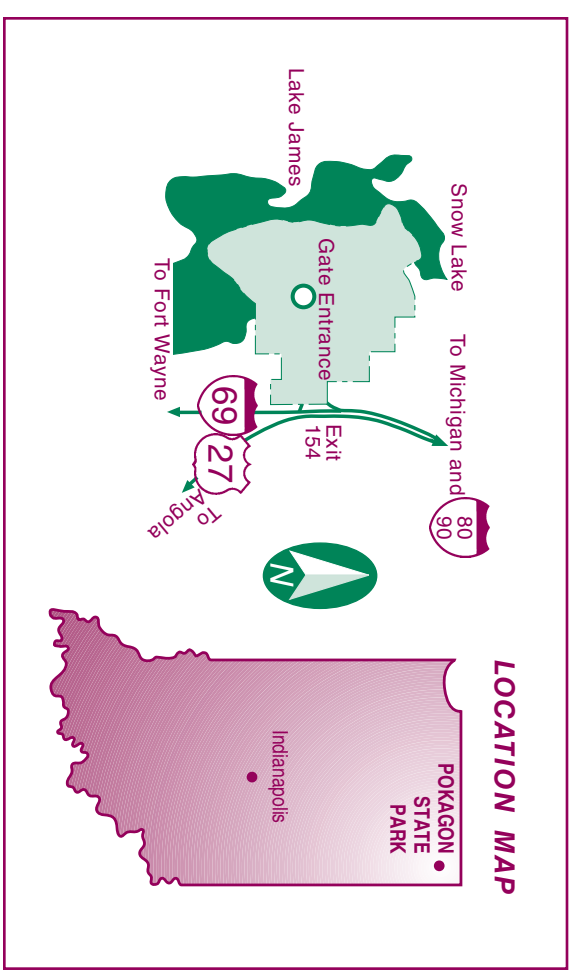 LOCATION MAP
Snow Lake
To Michigan and
80
90
Lake James
Gate Entrance
Exit
154
69
27
To Fort Wayne
To
Angola
N
POKAGON
STATE
PARK
Indianapolis